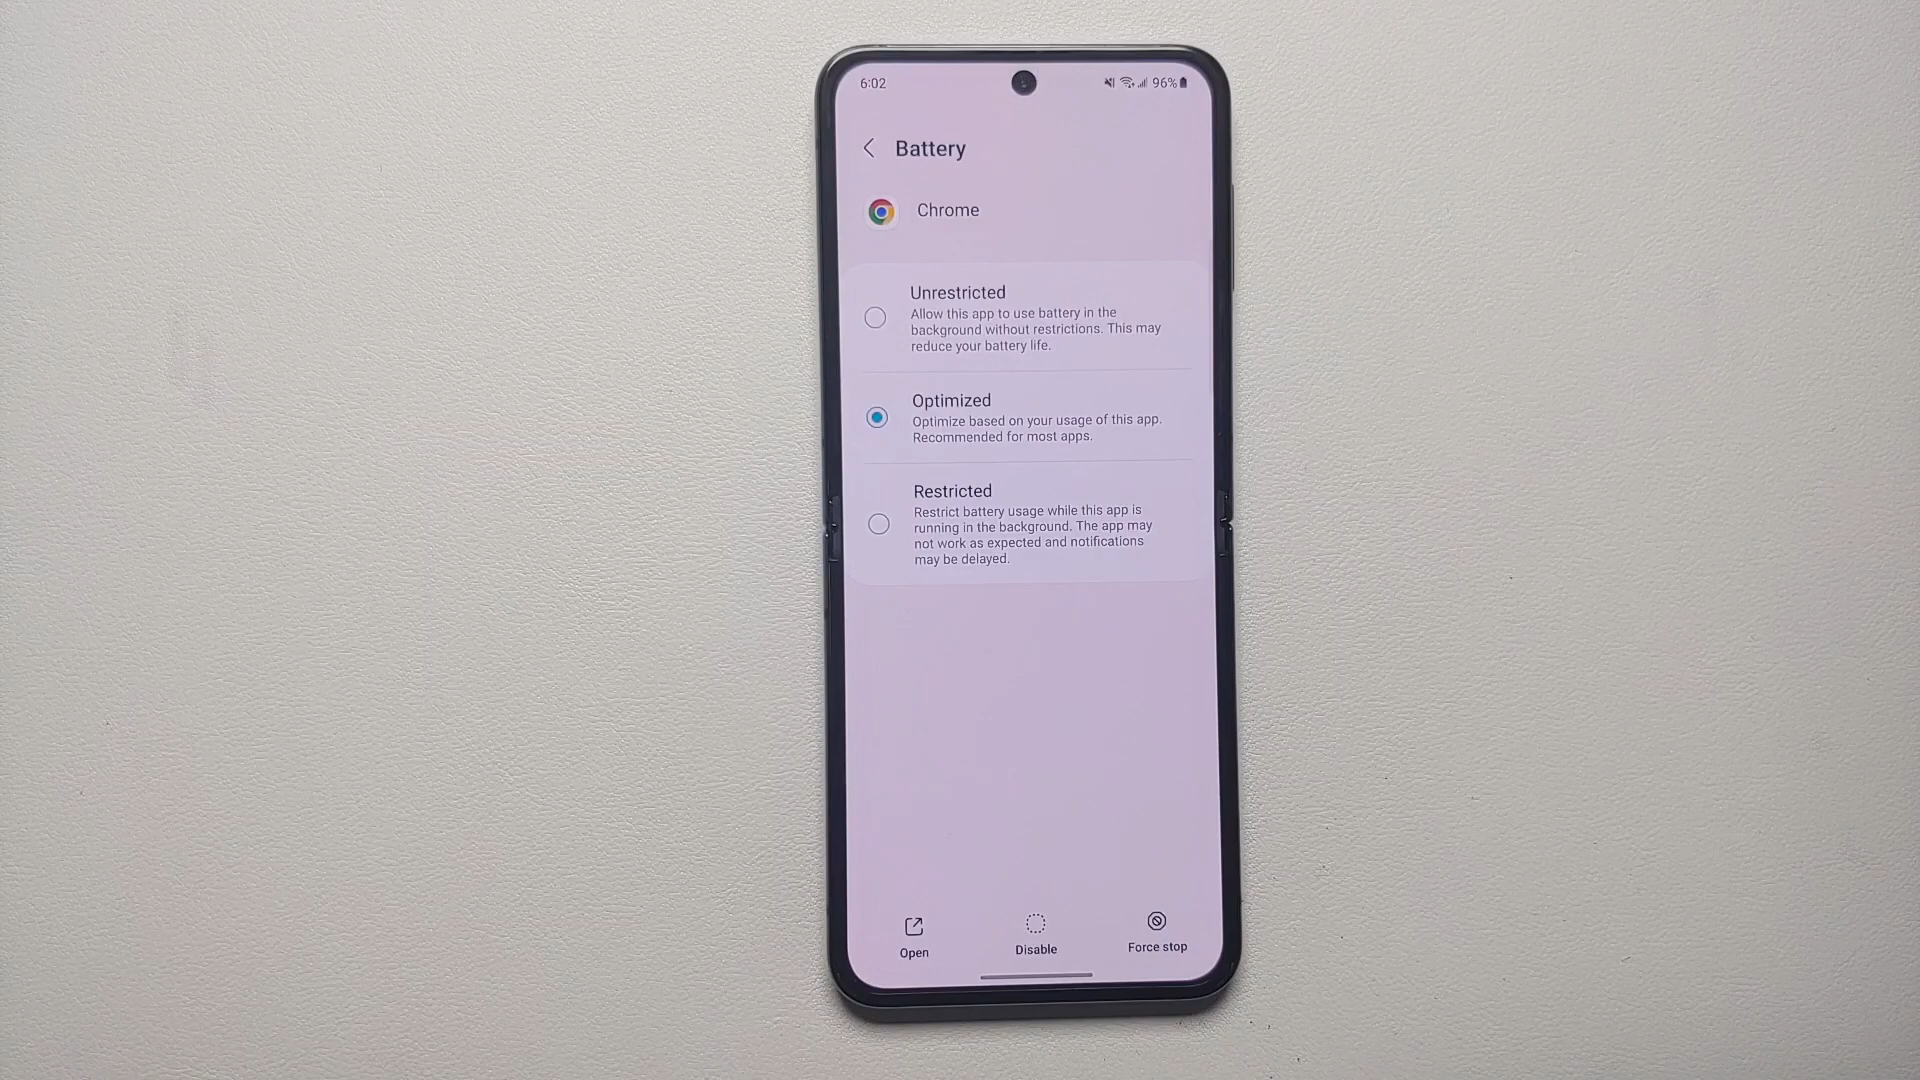 6:02 96%
Battery
Chrome
Unrestricted
Allow this app to use battery in the
background without restrictions. This may
reduce your battery life.
Optimized
Optimize based on your usage of this app.
Recommended for most apps.
Restricted
Restrict battery usage while this app is
running in the background. The app may
not work as expected and notifications
may be delayed.
Open Disable Force stop